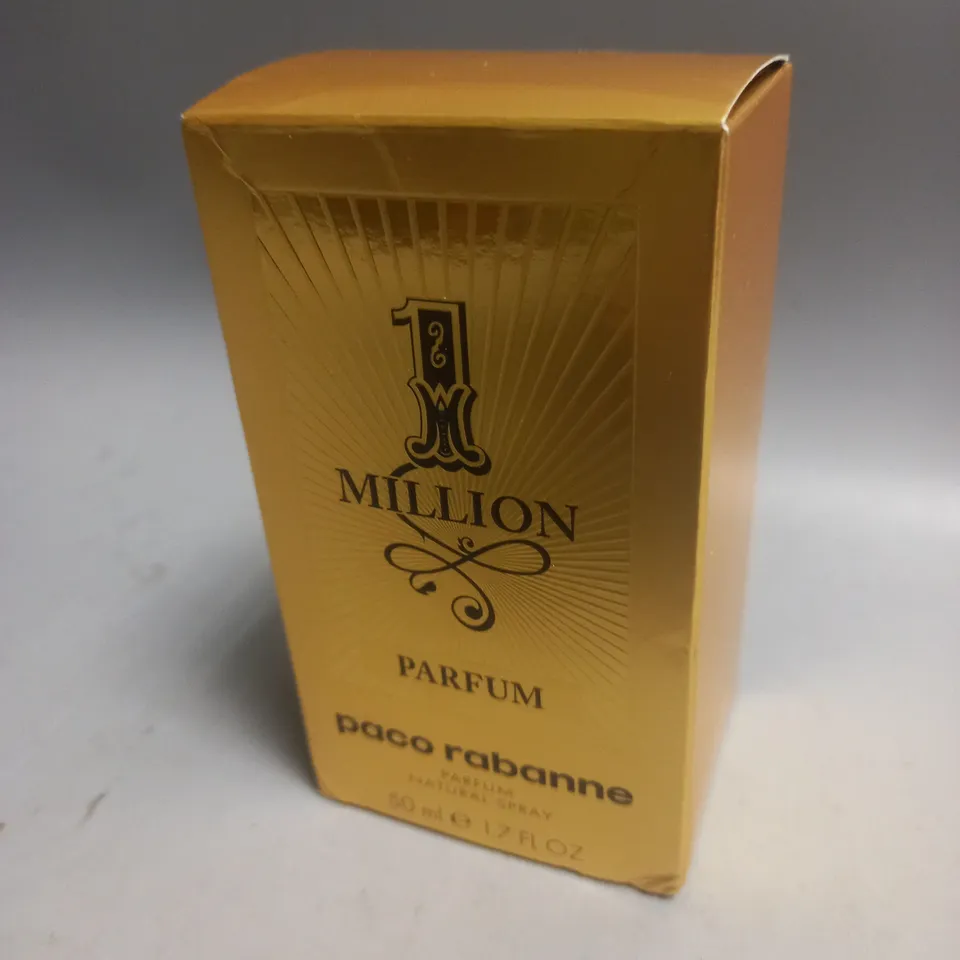 1
MILLION
PARFUM
paco rabanne
PARFUM
NATURAL SPRAY
50 ml e 1.7 FL OZ